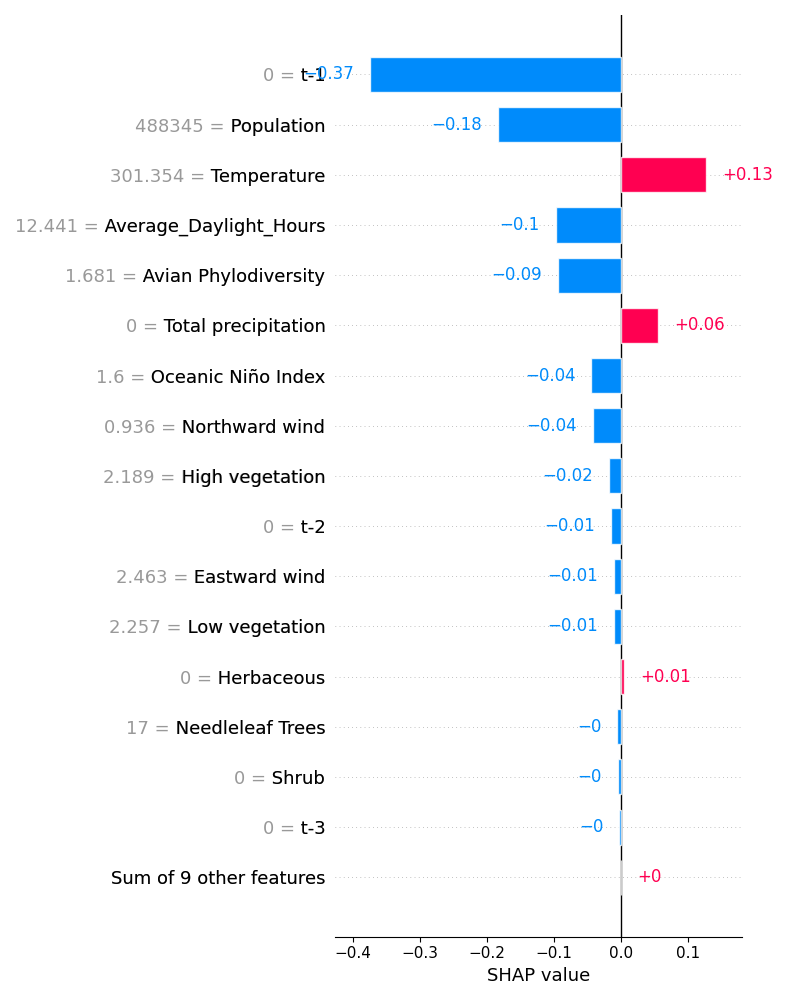 0 = t-1 −0.37
488345 = Population −0.18
301.354 = Temperature +0.13
12.441 = Average_Daylight_Hours −0.1
1.681 = Avian Phylodiversity −0.09
0 = Total precipitation +0.06
1.6 = Oceanic Niño Index −0.04
0.936 = Northward wind −0.04
2.189 = High vegetation −0.02
0 = t-2 −0.01
2.463 = Eastward wind −0.01
2.257 = Low vegetation −0.01
0 = Herbaceous +0.01
17 = Needleleaf Trees −0
0 = Shrub −0
0 = t-3 −0
Sum of 9 other features +0
−0.4 −0.3 −0.2 −0.1 0.0 0.1
SHAP value